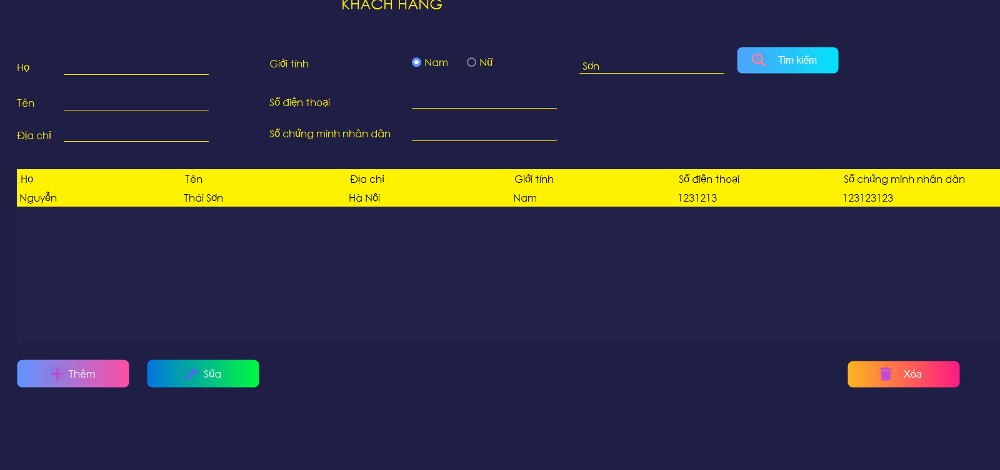 KHÁCH HÀNG
Họ
Giới tính
Nam
Nữ
Sơn
Tìm kiếm
Tên
Số điện thoại
Địa chỉ
Số chứng minh nhân dân
Họ Tên Địa chỉ Giới tính Số điện thoại Số chứng minh nhân dân
Nguyễn Thái Sơn Hà Nội Nam 1231213 123123123
Thêm
Sửa
Xóa